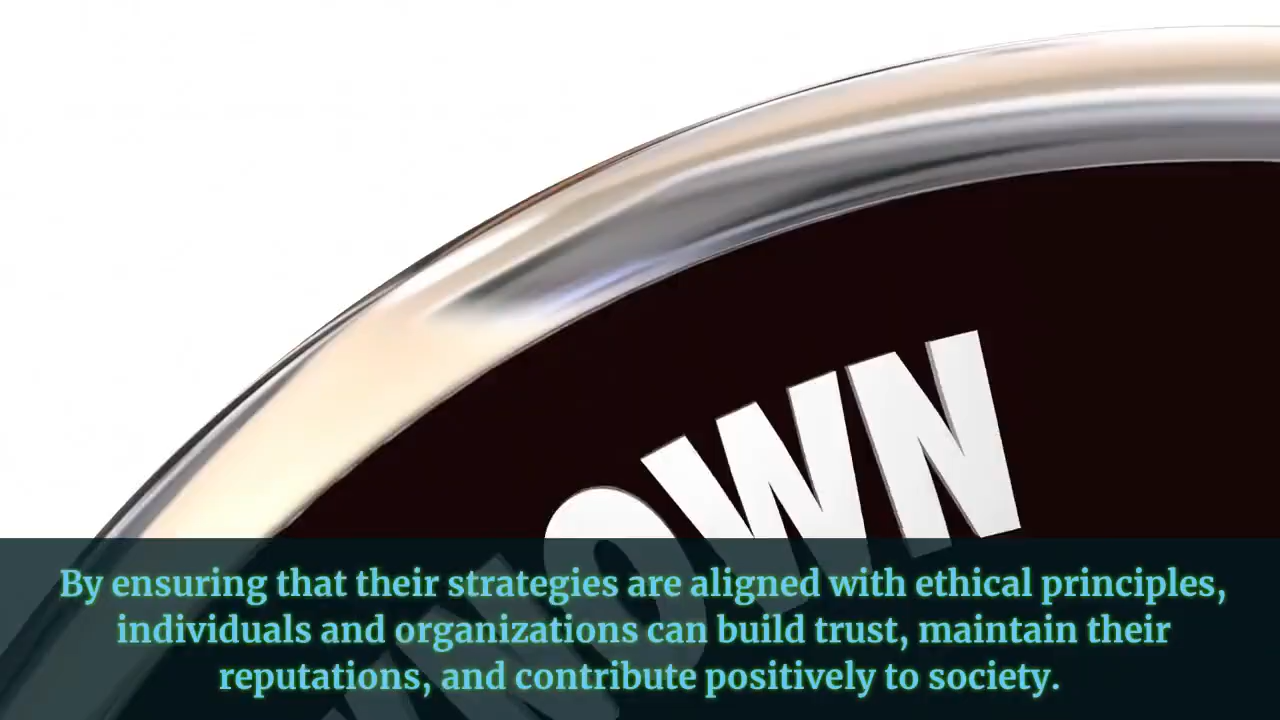 NOWN
By ensuring that their strategies are aligned with ethical principles,
individuals and organizations can build trust, maintain their
reputations, and contribute positively to society.